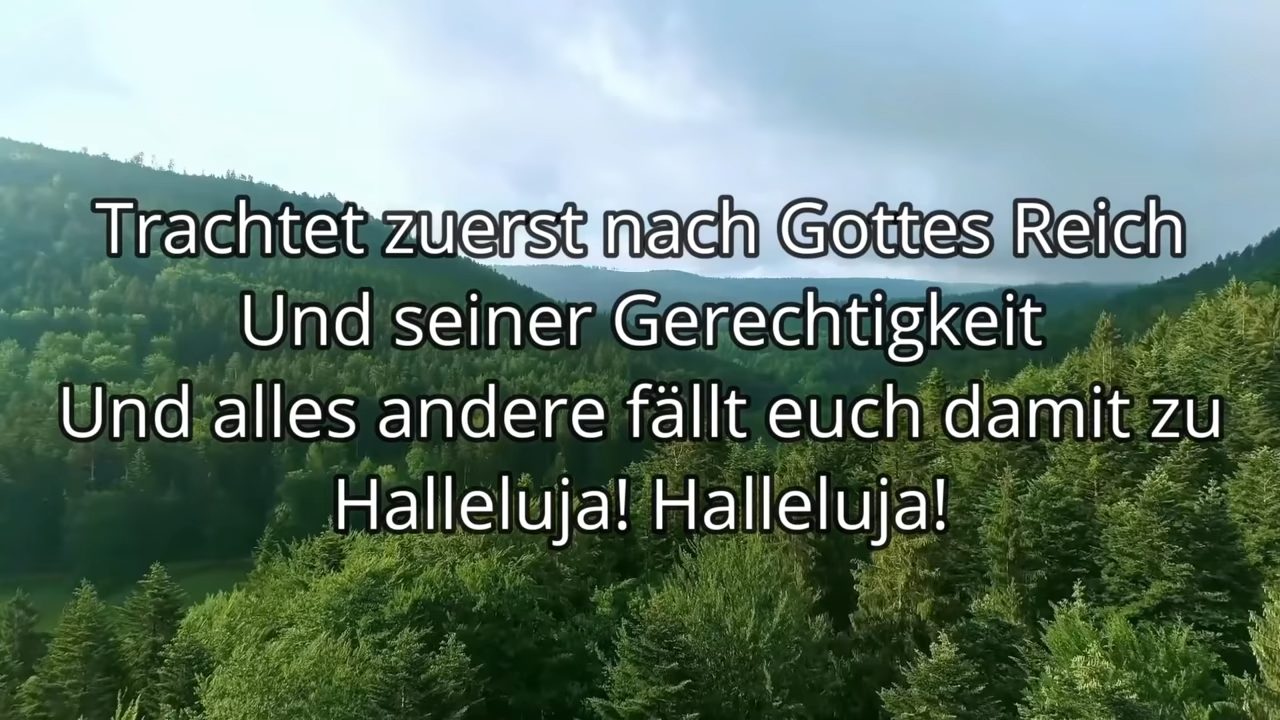 Trachtet zuerst nach Gottes Reich
Und seiner Gerechtigkeit
Und alles andere fällt euch damit zu
Halleluja! Halleluja!